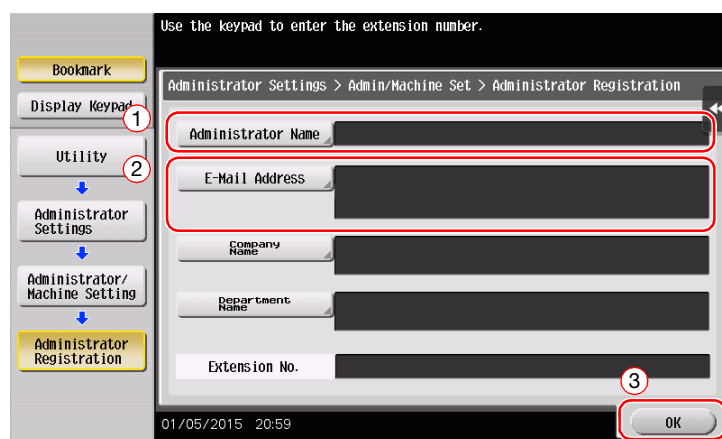 Use the keypad to enter the extension number.
Bookmark
Display Keypad
1
Utility
2
Administrator
Settings
Administrator/
Machine Setting
Administrator
Registration
Administrator Settings > Admin/Machine Set > Administrator Registration
Administrator Name
E-Mail Address
Company
Name
Department
Name
Extension No.
3
01/05/2015 20:59
OK